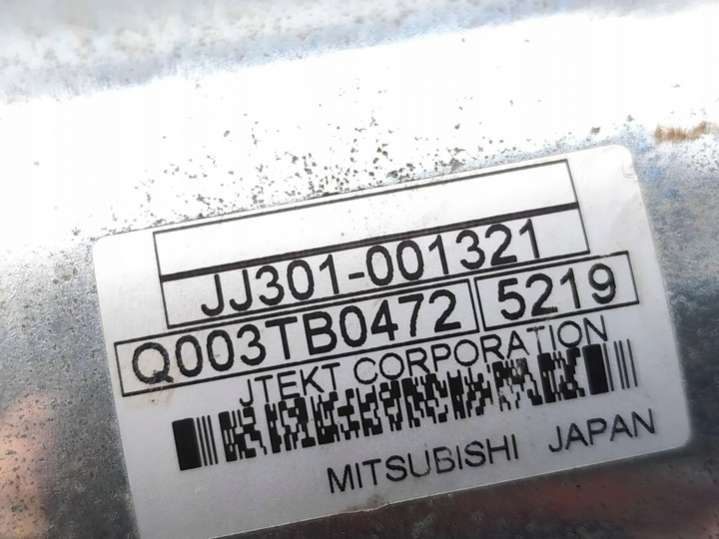 JJ301-001321
Q003TB0472 5219
JTEKT CORPORATION
MITSUBISHI JAPAN